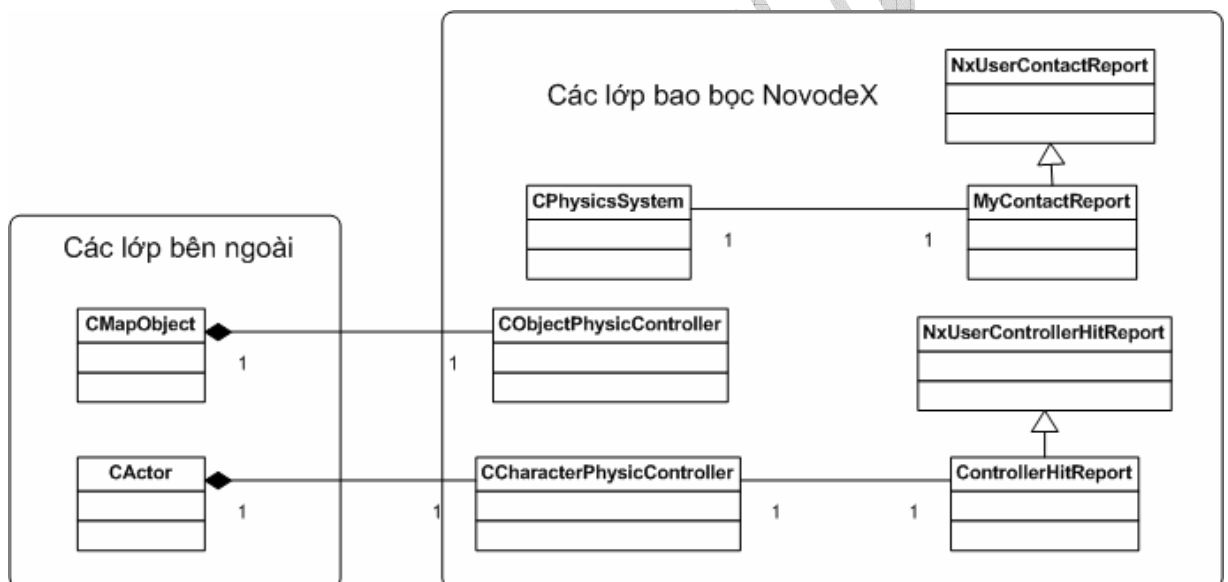 NxUserContactReport
Các lớp bao bọc NovodeX
CPhysicsSystem
MyContactReport
1
1
Các lớp bên ngoài
CMapObject
CObjectPhysicController
NxUserControllerHitReport
1
1
CActor
CCharacterPhysicController
ControllerHitReport
1
1
1
1